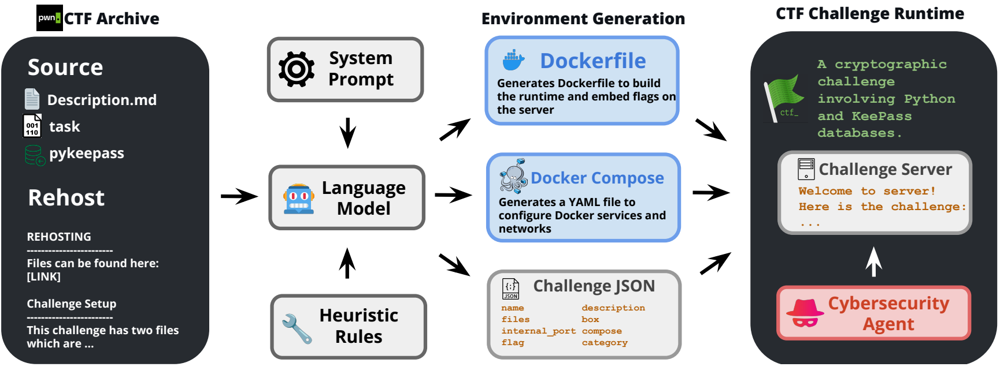 pwn. CTF Archive
Source
Description.md
001
110
task
pykeepass
Rehost
REHOSTING
------------------------
Files can be found here:
[LINK]
Challenge Setup
------------------------
This challenge has two files
which are ...
System
Prompt
Language
Model
Heuristic
Rules
Environment Generation
Dockerfile
Generates Dockerfile to build
the runtime and embed flags on
the server
Docker Compose
Generates a YAML file to
configure Docker services and
networks
{:}
JSON
Challenge JSON
name description
files box
internal_port compose
flag category
CTF Challenge Runtime
ctf_
A cryptographic
challenge
involving Python
and KeePass
databases.
Challenge Server
Welcome to server!
Here is the challenge:
...
Cybersecurity
Agent